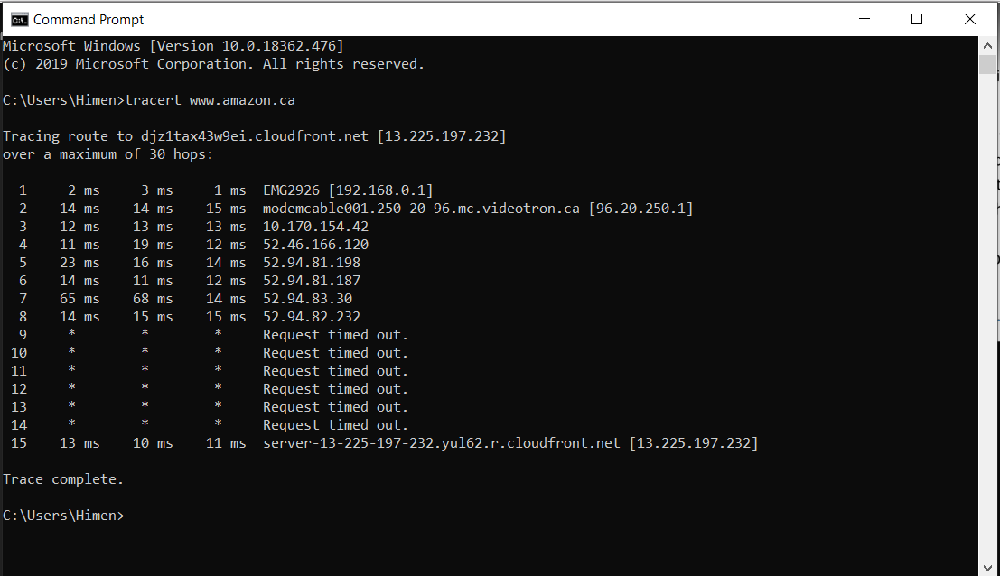 Command Prompt
Microsoft Windows [Version 10.0.18362.476]
(c) 2019 Microsoft Corporation. All rights reserved.
C:\Users\Himen>tracert www.amazon.ca
Tracing route to djz1tax43w9ei.cloudfront.net [13.225.197.232]
over a maximum of 30 hops:
  1     2 ms     3 ms     1 ms  EMG2926 [192.168.0.1]
  2    14 ms    14 ms    15 ms  modemcable001.250-20-96.mc.videotron.ca [96.20.250.1]
  3    12 ms    13 ms    13 ms  10.170.154.42
  4    11 ms    19 ms    12 ms  52.46.166.120
  5    23 ms    16 ms    14 ms  52.94.81.198
  6    14 ms    11 ms    12 ms  52.94.81.187
  7    65 ms    68 ms    14 ms  52.94.83.30
  8    14 ms    15 ms    15 ms  52.94.82.232
  9     *        *        *     Request timed out.
 10     *        *        *     Request timed out.
 11     *        *        *     Request timed out.
 12     *        *        *     Request timed out.
 13     *        *        *     Request timed out.
 14     *        *        *     Request timed out.
 15    13 ms    10 ms    11 ms  server-13-225-197-232.yul62.r.cloudfront.net [13.225.197.232]
Trace complete.
C:\Users\Himen>